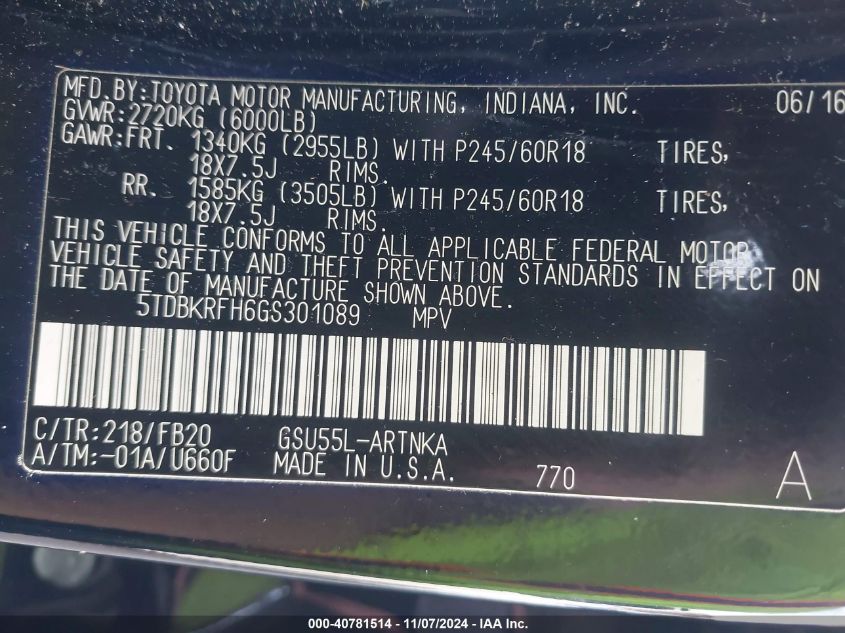 MFD.BY:TOYOTA MOTOR MANUFACTURING, INDIANA, INC. 06/16
GVWR:2720KG (6000LB)
GAWR:FRT. 1340KG (2955LB) WITH P245/60R18 TIRES,
18X7.5J RIMS.
RR. 1585KG (3505LB) WITH P245/60R18 TIRES,
18X7.5J RIMS.
THIS VEHICLE CONFORMS TO ALL APPLICABLE FEDERAL MOTOR
VEHICLE SAFETY AND THEFT PREVENTION STANDARDS IN EFFECT ON
THE DATE OF MANUFACTURE SHOWN ABOVE.
5TDBKRFH6GS301089 MPV
C/TR:218/FB20 GSU55L-ARTNKA
A/TM:-01A/U660F MADE IN U.S.A. 770 A
000-40781514 - 11/07/2024 - IAA Inc.